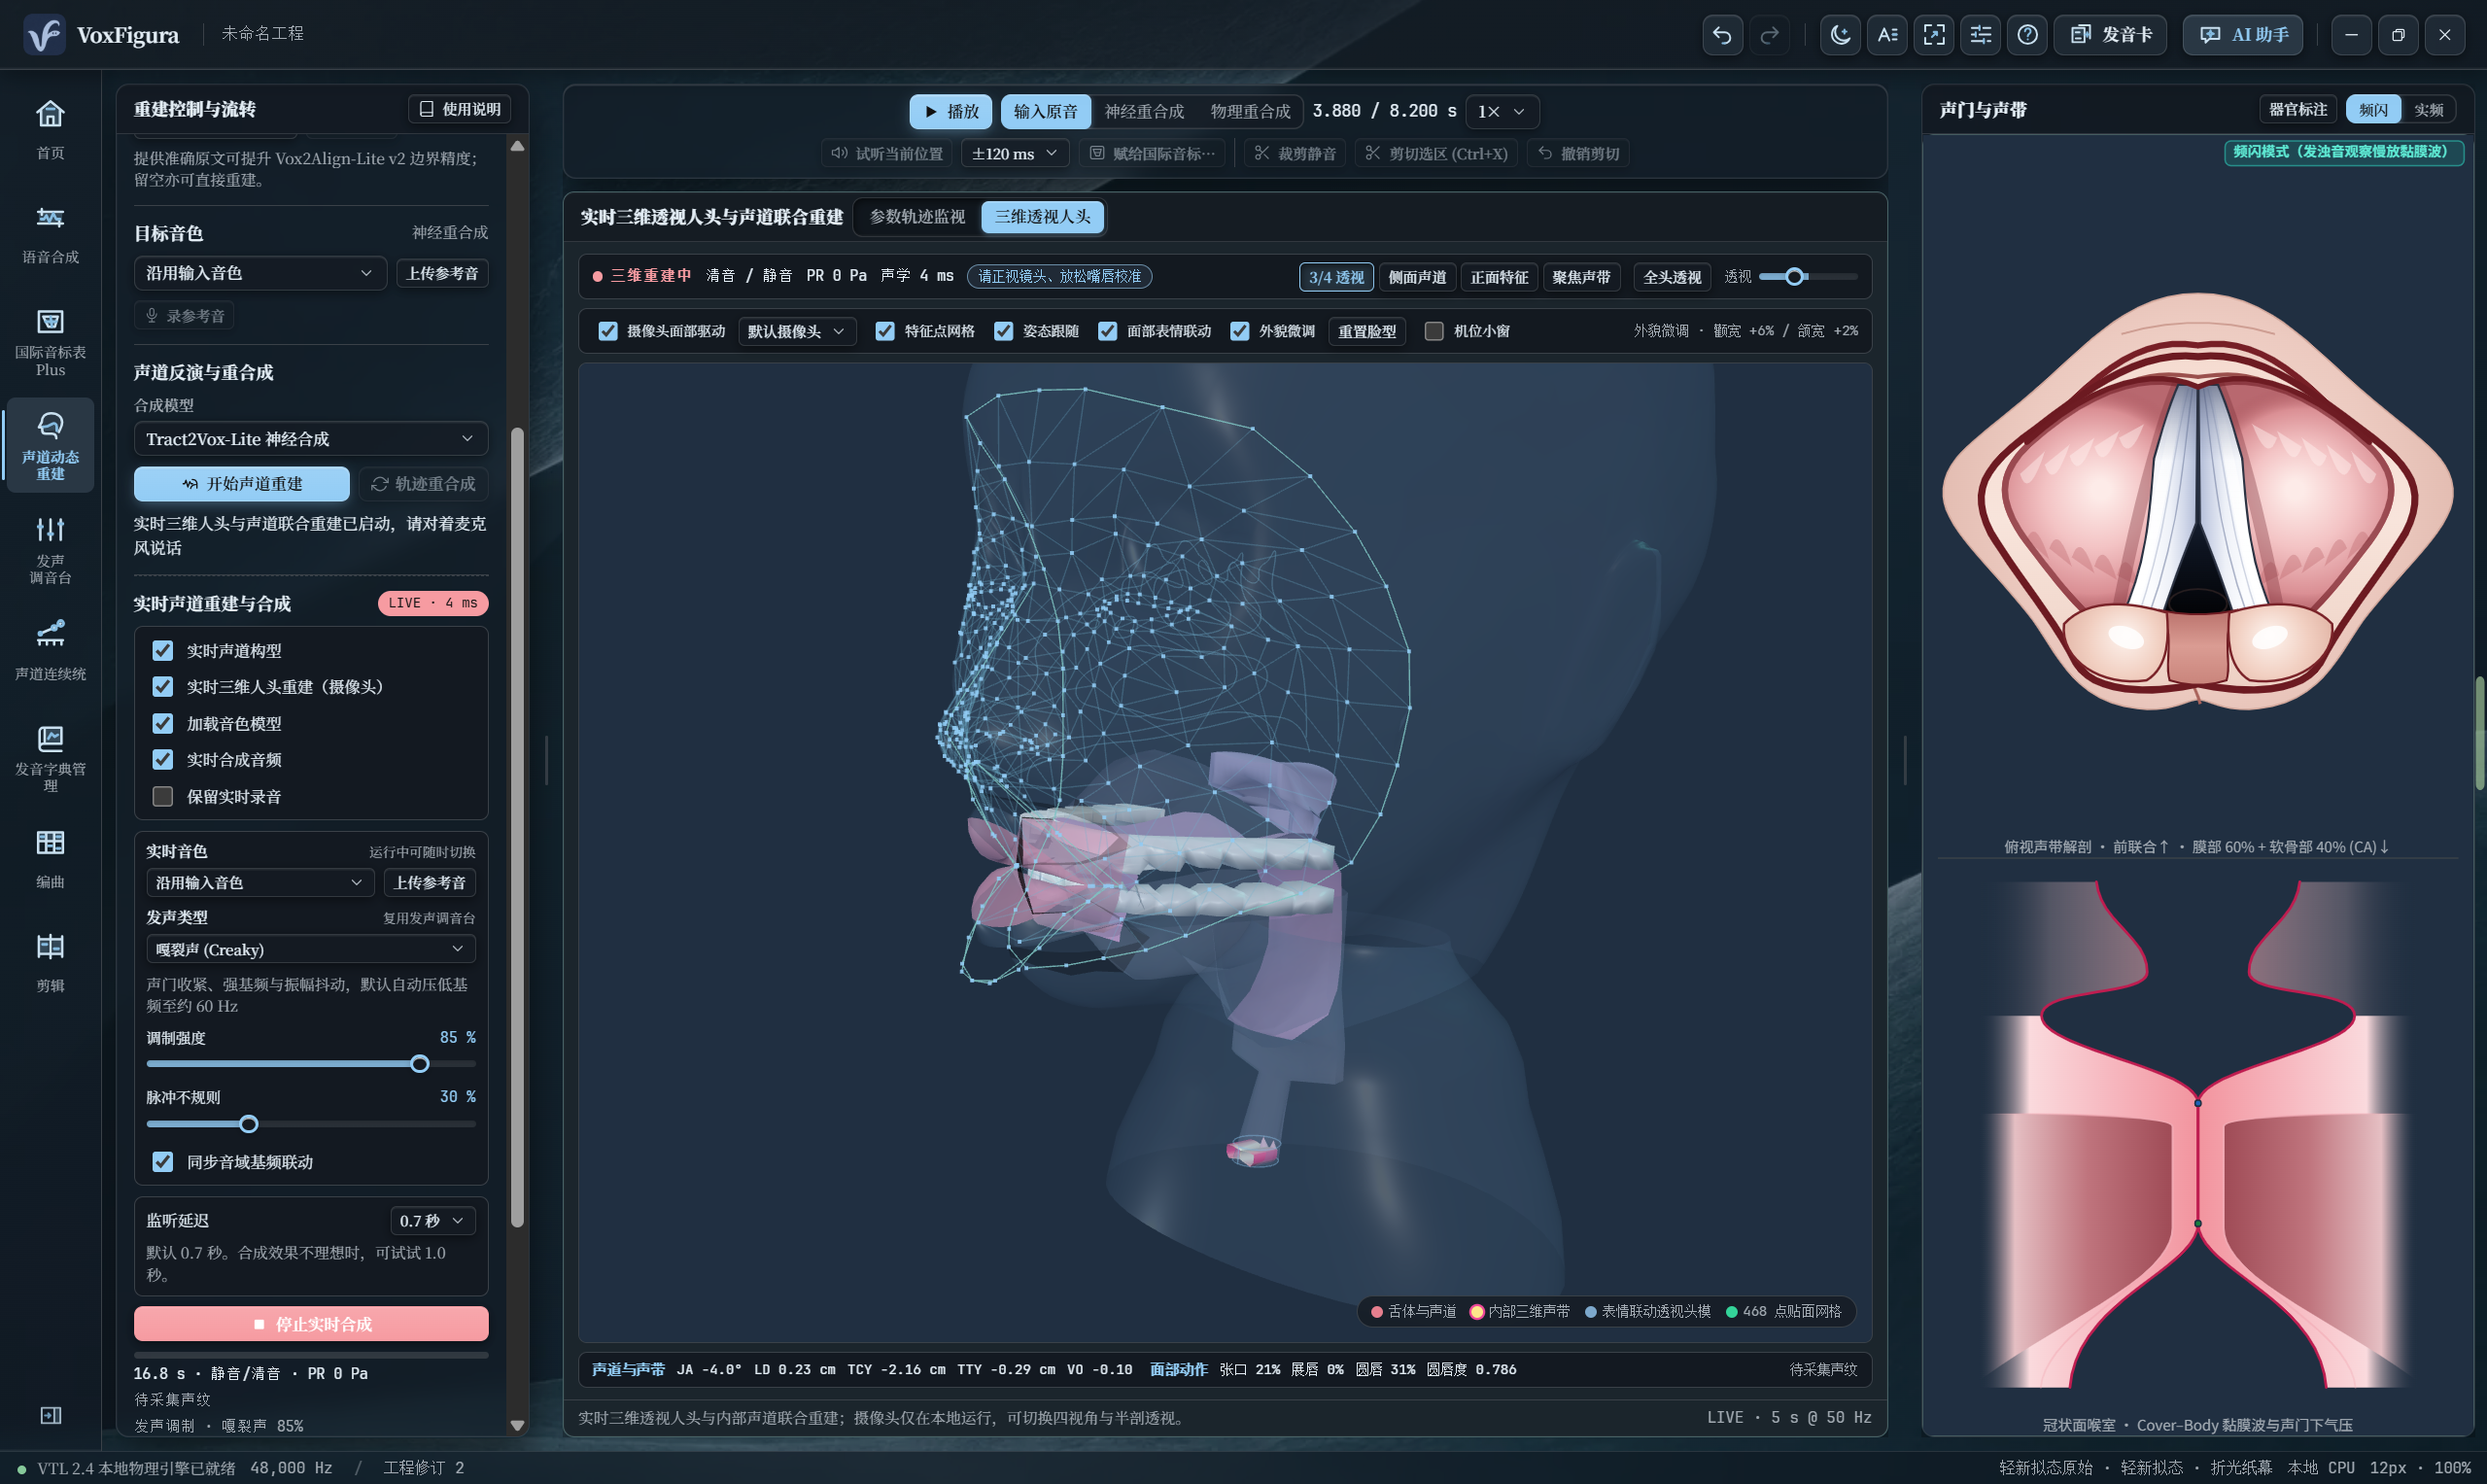 VoxFigura
未命名工程
发音卡
AI 助手
首页
语音合成
国际音标表
Plus
声道动态
重建
发声
调音台
声道连续统
发音字典管
理
编曲
剪辑
重建控制与流转
使用说明
提供准确原文可提升 Vox2Align-Lite v2 边界精度；
留空亦可直接重建。
目标音色
神经重合成
沿用输入音色
上传参考音
录参考音
声道反演与重合成
合成模型
Tract2Vox-Lite 神经合成
开始声道重建
轨迹重合成
实时三维人头与声道联合重建已启动，请对着麦克
风说话
实时声道重建与合成
LIVE · 4 ms
实时声道构型
实时三维人头重建（摄像头）
加载音色模型
实时合成音频
保留实时录音
实时音色
运行中可随时切换
沿用输入音色
上传参考音
发声类型
复用发声调音台
嘎裂声 (Creaky)
声门收紧、强基频与振幅抖动，默认自动压低基
频至约 60 Hz
调制强度
85 %
脉冲不规则
30 %
同步音域基频联动
监听延迟
0.7 秒
默认 0.7 秒。合成效果不理想时，可试试 1.0
秒。
停止实时合成
16.8 s · 静音/清音 · PR 0 Pa
待采集声纹
发声调制 · 嘎裂声 85%
播放
输入原音
神经重合成
物理重合成
3.880 / 8.200 s
1×
试听当前位置
±120 ms
赋给国际音标…
裁剪静音
剪切选区 (Ctrl+X)
撤销剪切
实时三维透视人头与声道联合重建
参数轨迹监视
三维透视人头
三维重建中
清音 / 静音
PR 0 Pa
声学 4 ms
请正视镜头、放松嘴唇校准
3/4 透视
侧面声道
正面特征
聚焦声带
全头透视
透视
摄像头面部驱动
默认摄像头
特征点网格
姿态跟随
面部表情联动
外貌微调
重置脸型
机位小窗
外貌微调 · 颧宽 +6% / 颌宽 +2%
舌体与声道
内部三维声带
表情联动透视头模
468 点贴面网格
声道与声带 JA -4.0° LD 0.23 cm TCY -2.16 cm TTY -0.29 cm VO -0.10 面部动作 张口 21% 展唇 0% 圆唇 31% 圆唇度 0.786
待采集声纹
实时三维透视人头与内部声道联合重建；摄像头仅在本地运行，可切换四视角与半剖透视。
LIVE · 5 s @ 50 Hz
声门与声带
器官标注
频闪
实频
频闪模式（发浊音观察慢放黏膜波）
俯视声带解剖 · 前联合↑ · 膜部 60% + 软骨部 40% (CA)↓
冠状面喉室 · Cover–Body 黏膜波与声门下气压
VTL 2.4 本地物理引擎已就绪
48,000 Hz
/
工程修订 2
轻新拟态原始 · 轻新拟态 · 折光纸幕
本地 CPU
12px · 100%